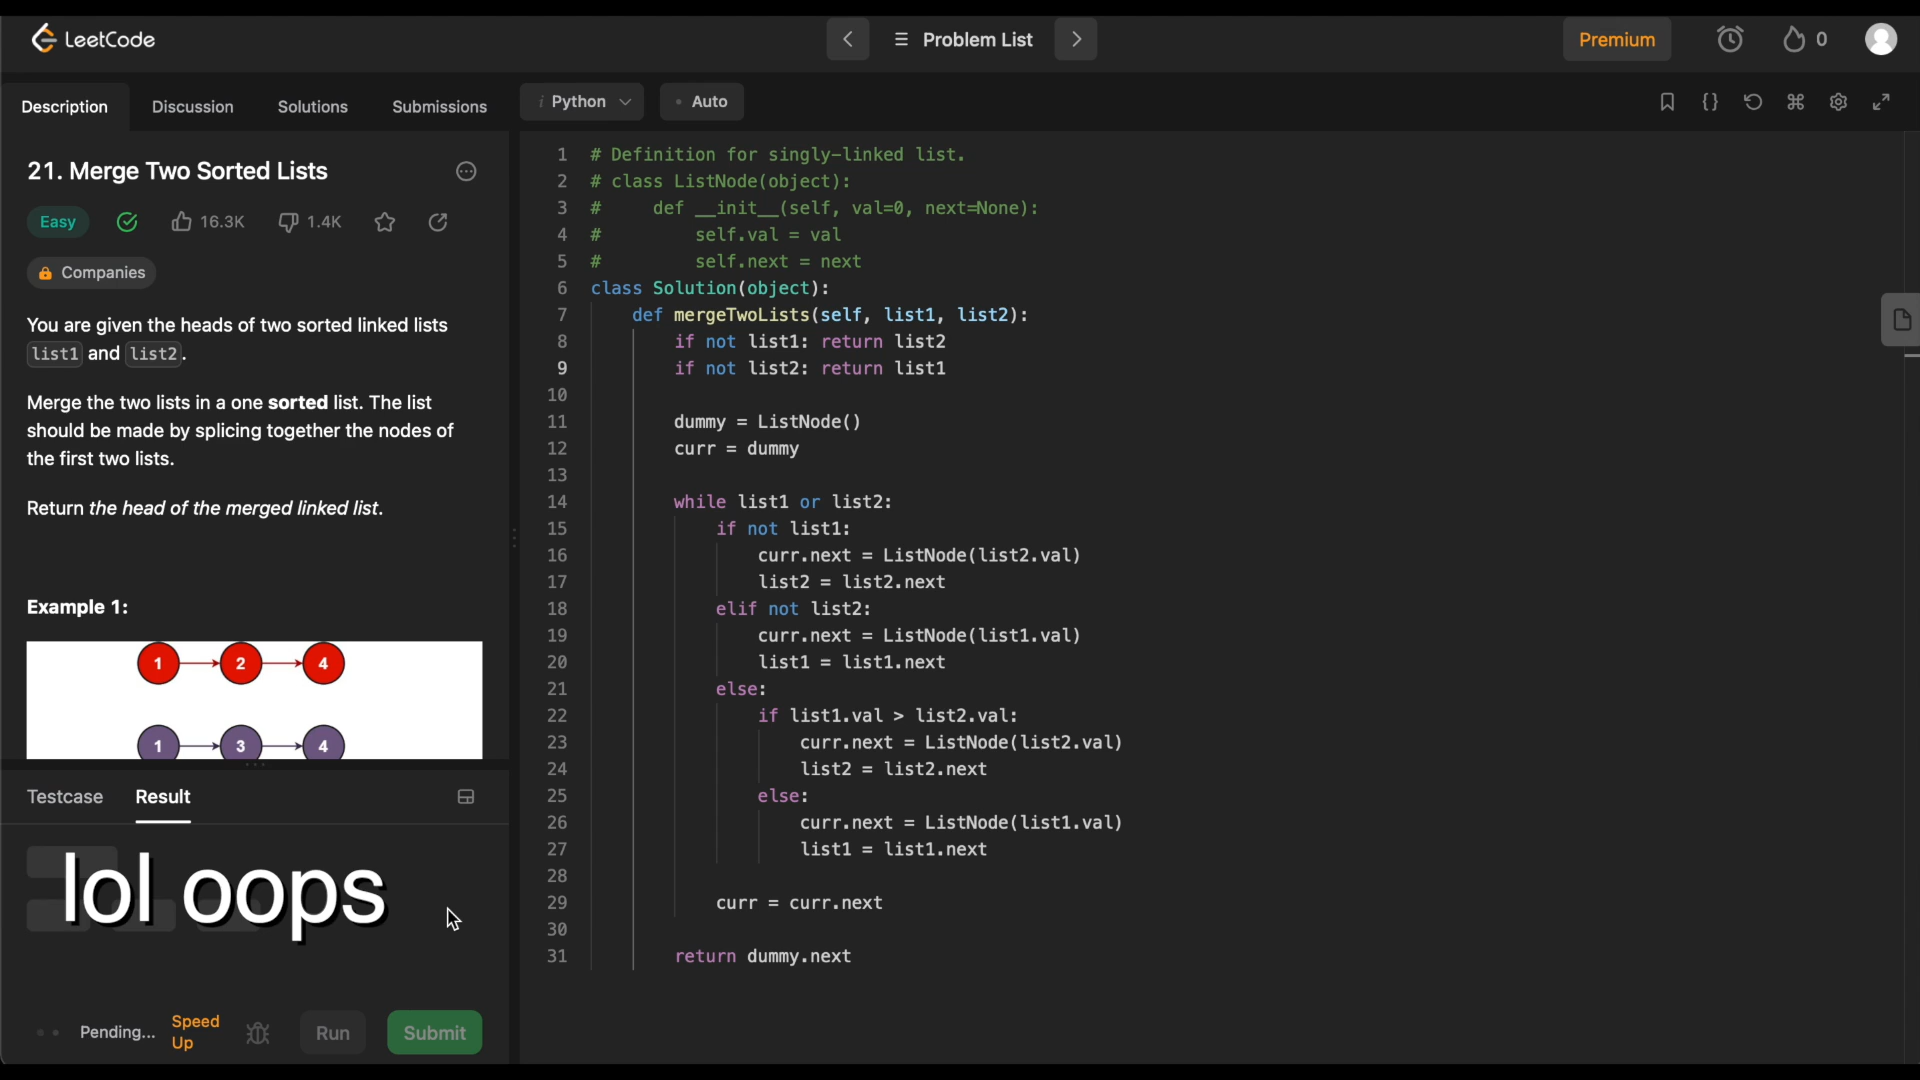 LeetCode
Problem List
Premium
0
Description
Discussion
Solutions
Submissions
i Python
• Auto
{}
⌘
21. Merge Two Sorted Lists
Easy
16.3K
1.4K
Companies
You are given the heads of two sorted linked lists
list1 and list2.
Merge the two lists in a one sorted list. The list
should be made by splicing together the nodes of
the first two lists.
Return the head of the merged linked list.
Example 1:
1 2 4
1 3 4
Testcase
Result
lol oops
Pending...
Speed
Up
Run
Submit
1 # Definition for singly-linked list.
2 # class ListNode(object):
3 #     def __init__(self, val=0, next=None):
4 #         self.val = val
5 #         self.next = next
6 class Solution(object):
7     def mergeTwoLists(self, list1, list2):
8         if not list1: return list2
9         if not list2: return list1
10
11         dummy = ListNode()
12         curr = dummy
13
14         while list1 or list2:
15             if not list1:
16                 curr.next = ListNode(list2.val)
17                 list2 = list2.next
18             elif not list2:
19                 curr.next = ListNode(list1.val)
20                 list1 = list1.next
21             else:
22                 if list1.val > list2.val:
23                     curr.next = ListNode(list2.val)
24                     list2 = list2.next
25                 else:
26                     curr.next = ListNode(list1.val)
27                     list1 = list1.next
28
29             curr = curr.next
30
31         return dummy.next